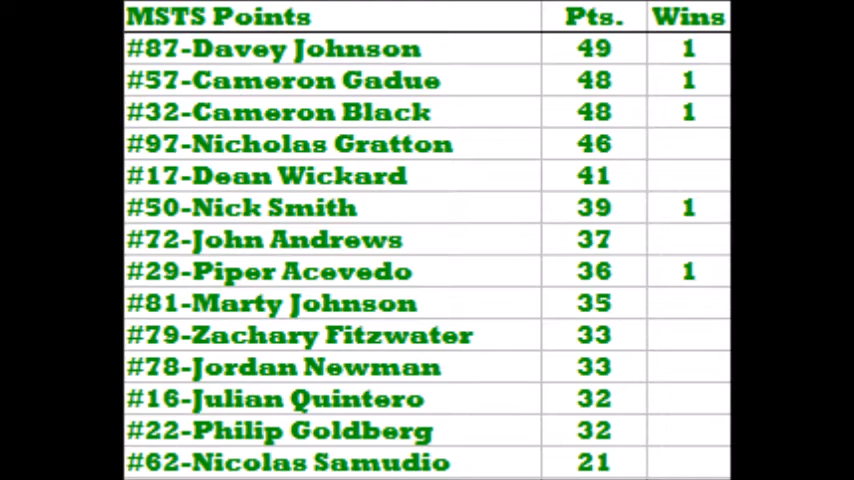 MSTS Points Pts. Wins
#87-Davey Johnson 49 1
#57-Cameron Gadue 48 1
#32-Cameron Black 48 1
#97-Nicholas Gratton 46
#17-Dean Wickard 41
#50-Nick Smith 39 1
#72-John Andrews 37
#29-Piper Acevedo 36 1
#81-Marty Johnson 35
#79-Zachary Fitzwater 33
#78-Jordan Newman 33
#16-Julian Quintero 32
#22-Philip Goldberg 32
#62-Nicolas Samudio 21